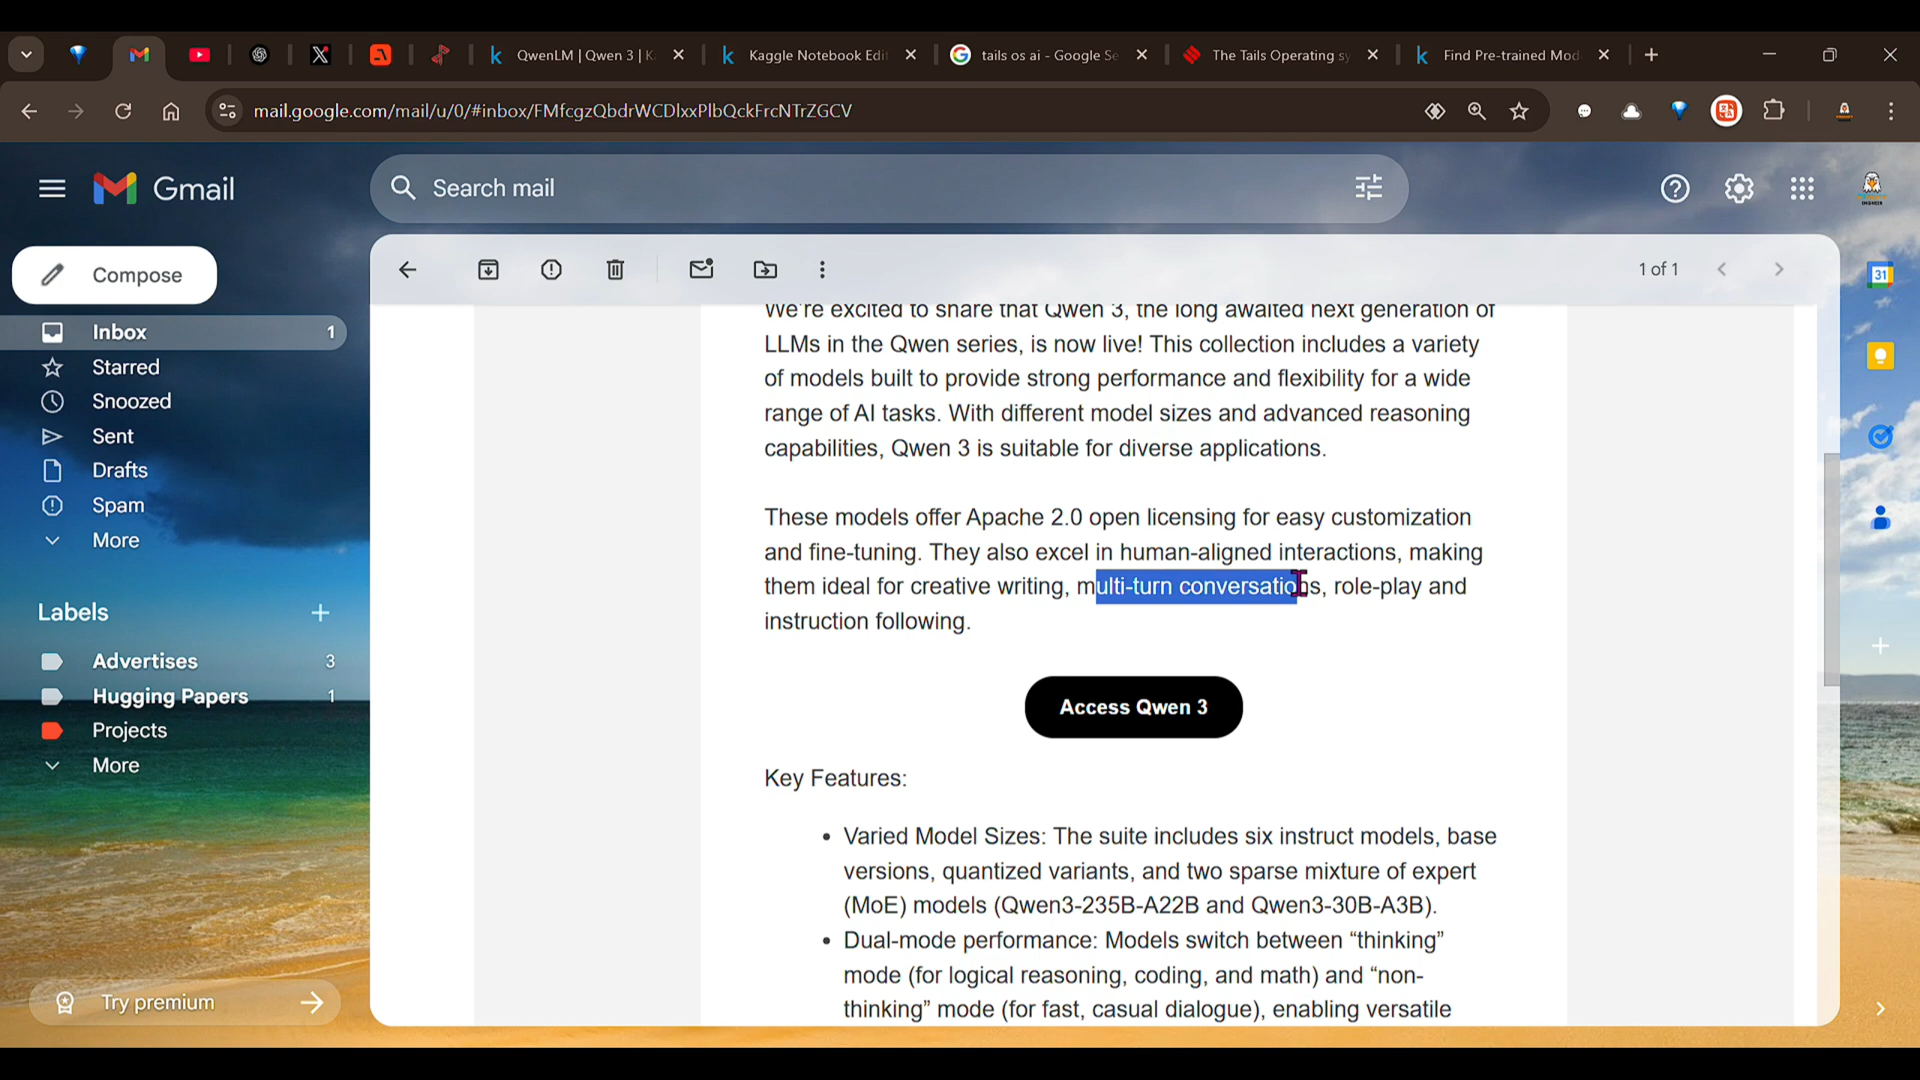 QwenLM | Qwen 3 | K
Kaggle Notebook Edit
tails os ai - Google Se
The Tails Operating sy
Find Pre-trained Mod
mail.google.com/mail/u/0/#inbox/FMfcgzQbdrWCDlxxPlbQckFrcNTrZGCV
Gmail
Search mail
Compose
1 of 1
31
Inbox 1
Starred
Snoozed
Sent
Drafts
Spam
More
Labels
Advertises 3
Hugging Papers 1
Projects
More
Try premium
We're excited to share that Qwen 3, the long awaited next generation of
LLMs in the Qwen series, is now live! This collection includes a variety
of models built to provide strong performance and flexibility for a wide
range of AI tasks. With different model sizes and advanced reasoning
capabilities, Qwen 3 is suitable for diverse applications.
These models offer Apache 2.0 open licensing for easy customization
and fine-tuning. They also excel in human-aligned interactions, making
them ideal for creative writing, multi-turn conversations, role-play and
instruction following.
Access Qwen 3
Key Features:
• Varied Model Sizes: The suite includes six instruct models, base
versions, quantized variants, and two sparse mixture of expert
(MoE) models (Qwen3-235B-A22B and Qwen3-30B-A3B).
• Dual-mode performance: Models switch between “thinking”
mode (for logical reasoning, coding, and math) and “non-
thinking” mode (for fast, casual dialogue), enabling versatile